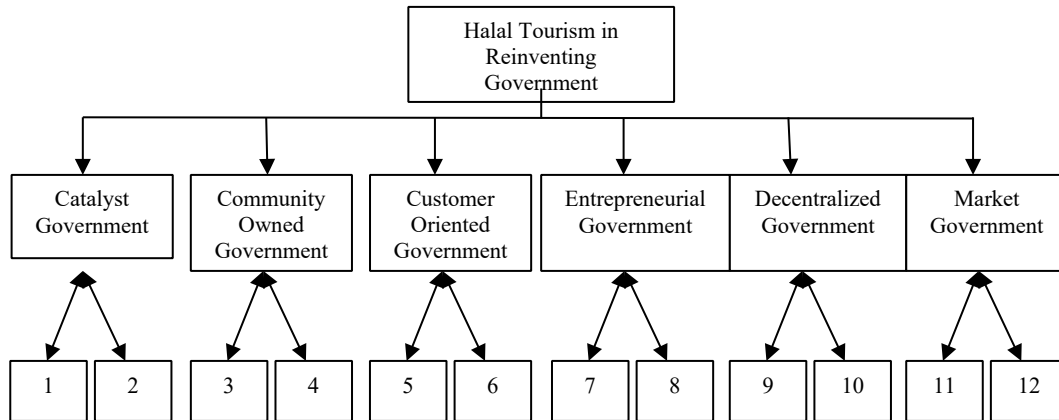 Halal Tourism in
Reinventing
Government
Catalyst
Government
Community
Owned
Government
Customer
Oriented
Government
Entrepreneurial
Government
Decentralized
Government
Market
Government
1
2
3
4
5
6
7
8
9
10
11
12